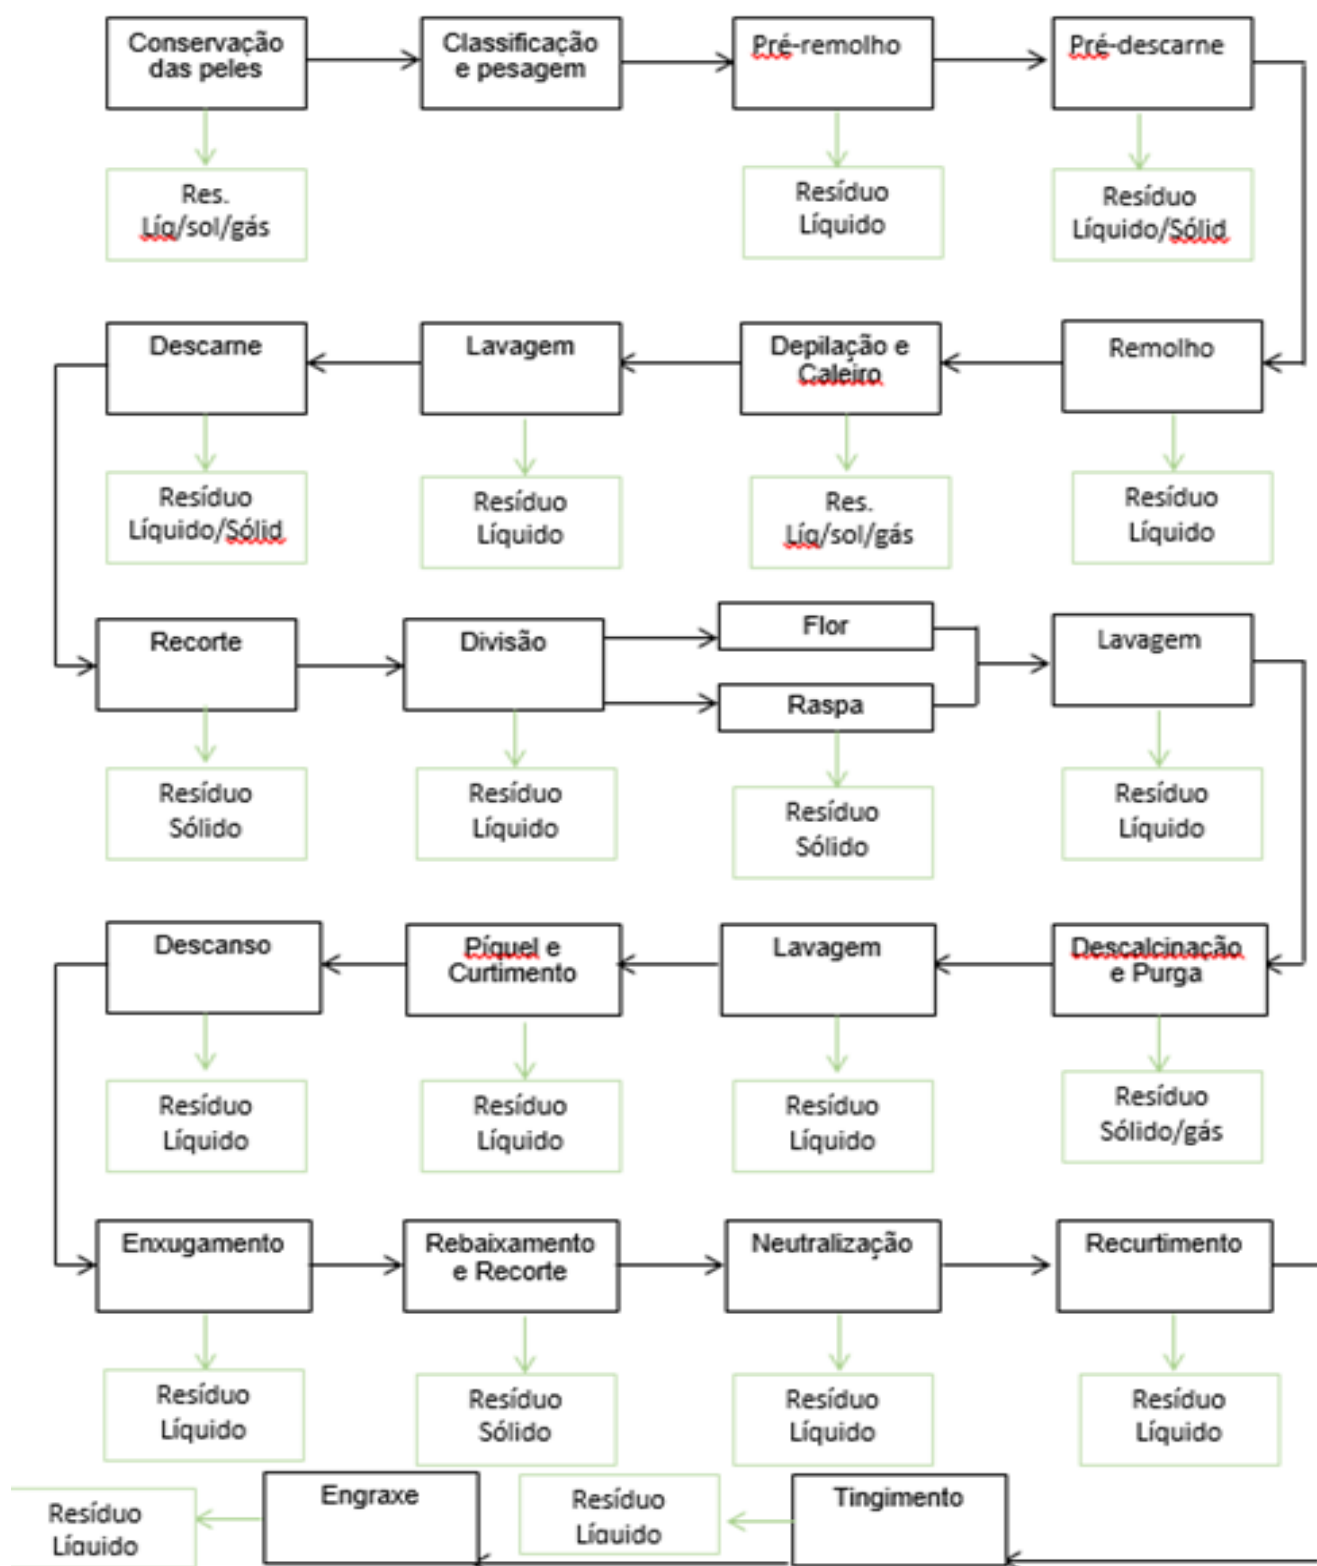 Conservação
das peles
Classificação
e pesagem
Pré-remolho
Pré-descarne
Res.
Líq/sol/gás
Resíduo
Líquido
Resíduo
Líquido/Sólid
Descarne
Lavagem
Depilação e
Caleiro
Remolho
Resíduo
Líquido/Sólid
Resíduo
Líquido
Res.
Líq/sol/gás
Resíduo
Líquido
Recorte
Divisão
Flor
Raspa
Lavagem
Resíduo
Sólido
Resíduo
Líquido
Resíduo
Sólido
Resíduo
Líquido
Descanso
Píquel e
Curtimento
Lavagem
Descalcinação
e Purga
Resíduo
Líquido
Resíduo
Líquido
Resíduo
Líquido
Resíduo
Sólido/gás
Enxugamento
Rebaixamento
e Recorte
Neutralização
Recurtimento
Resíduo
Líquido
Resíduo
Sólido
Resíduo
Líquido
Resíduo
Líquido
Resíduo
Líquido
Engraxe
Resíduo
Líquido
Tingimento